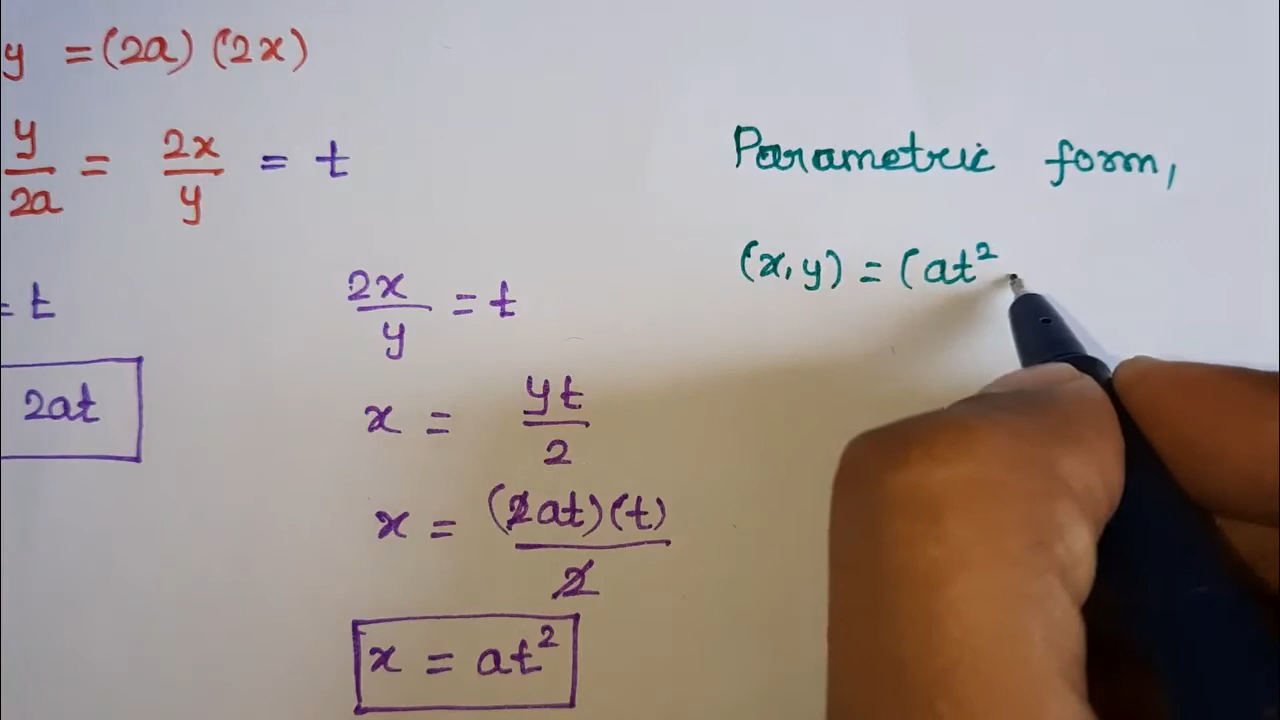 y = (2a) (2x)
y/2a = 2x/y = t
= t
2at
2x/y = t
x = yt/2
x = (2at)(t)/2
x = at²
Parametric form,
(x, y) = (at²